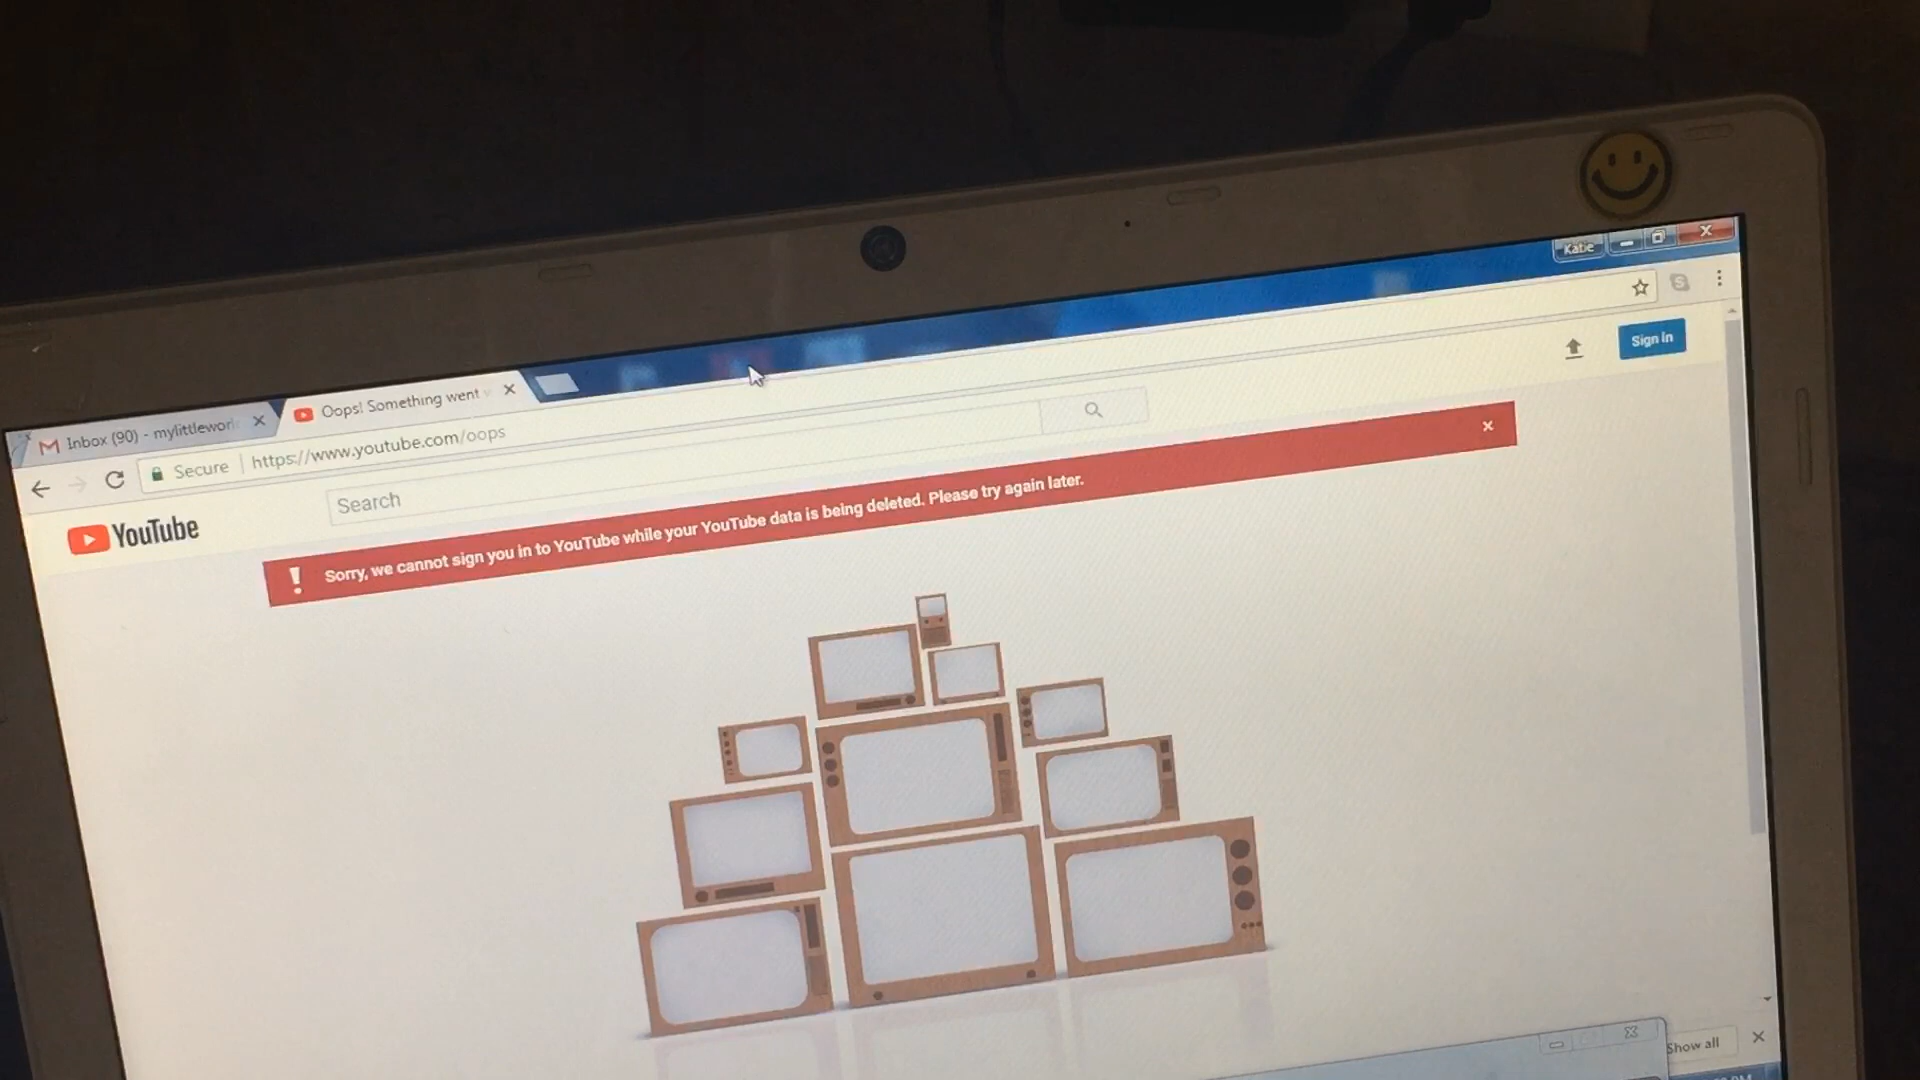 Katie
Inbox (90) - mylittleworl
Oops! Something went
Secure
https://www.youtube.com/oops
Sign In
YouTube
Search
Sorry, we cannot sign you in to YouTube while your YouTube data is being deleted. Please try again later.
Show all